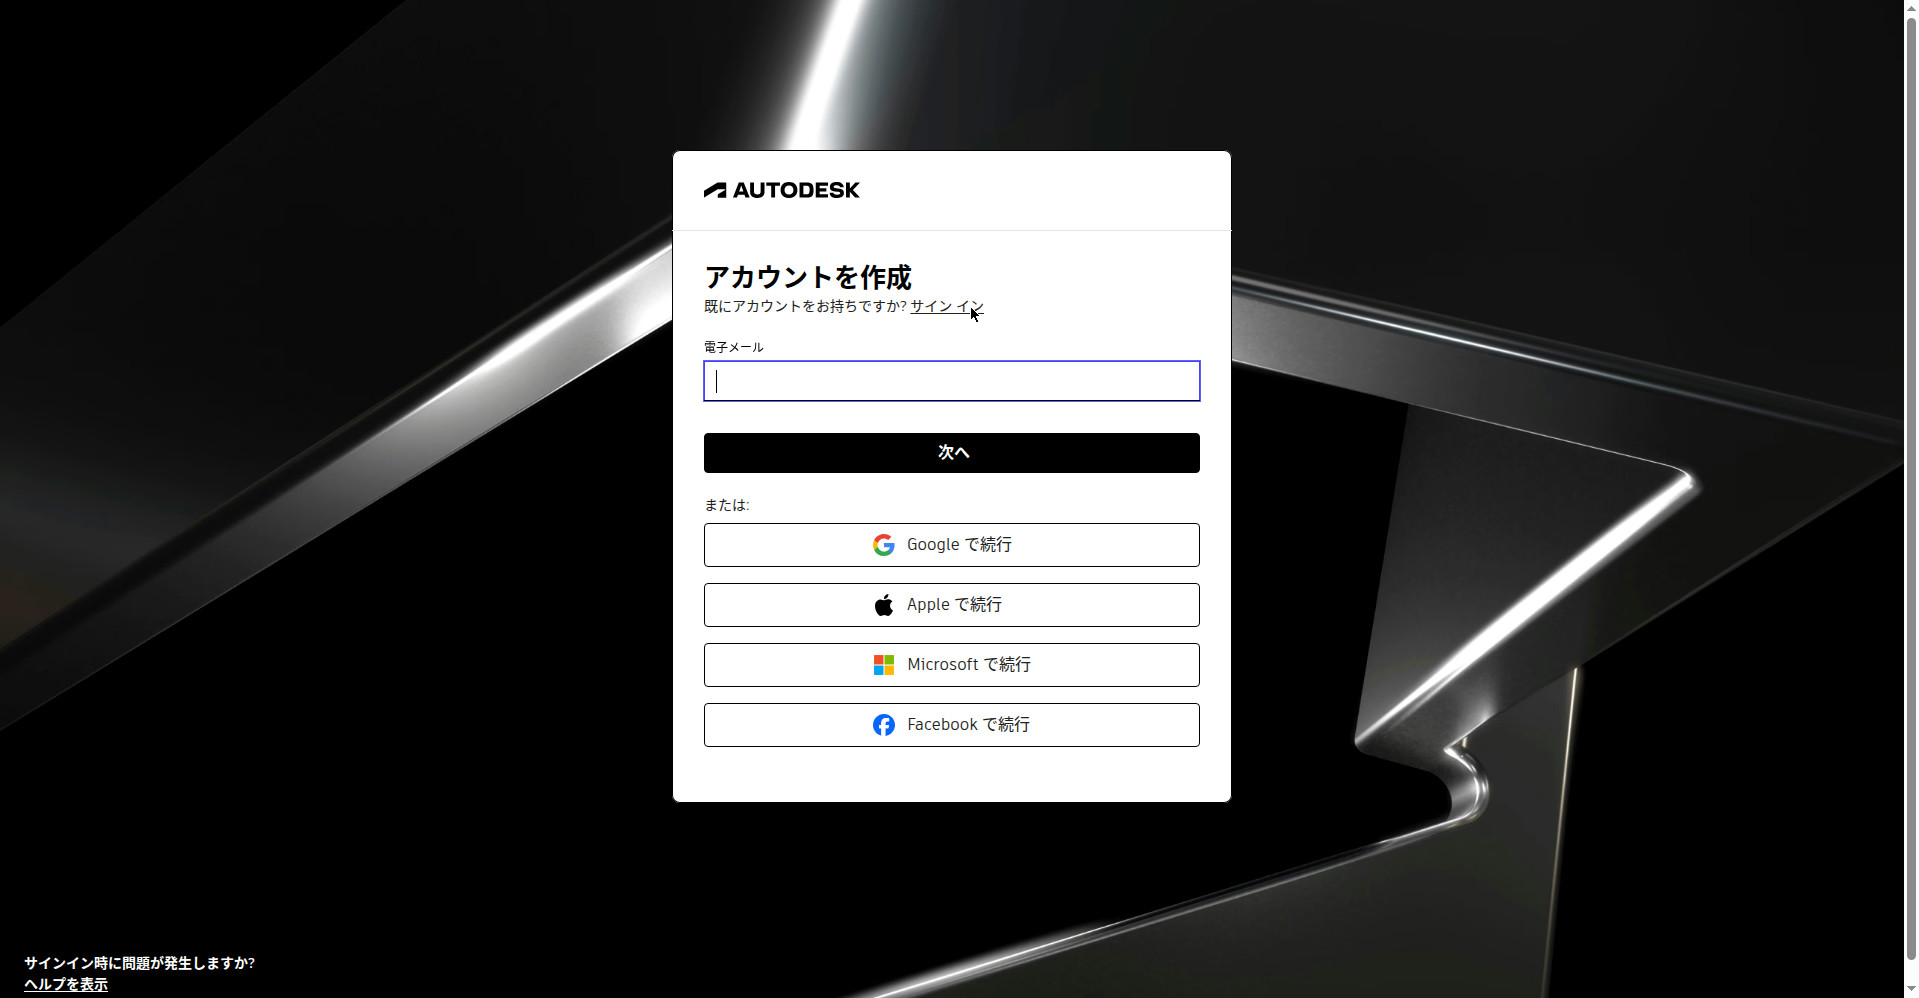 AUTODESK
アカウントを作成
既にアカウントをお持ちですか? サイン イン
電子メール
次へ
または:
Google で続行
Apple で続行
Microsoft で続行
Facebook で続行
サインイン時に問題が発生しますか?
ヘルプを表示